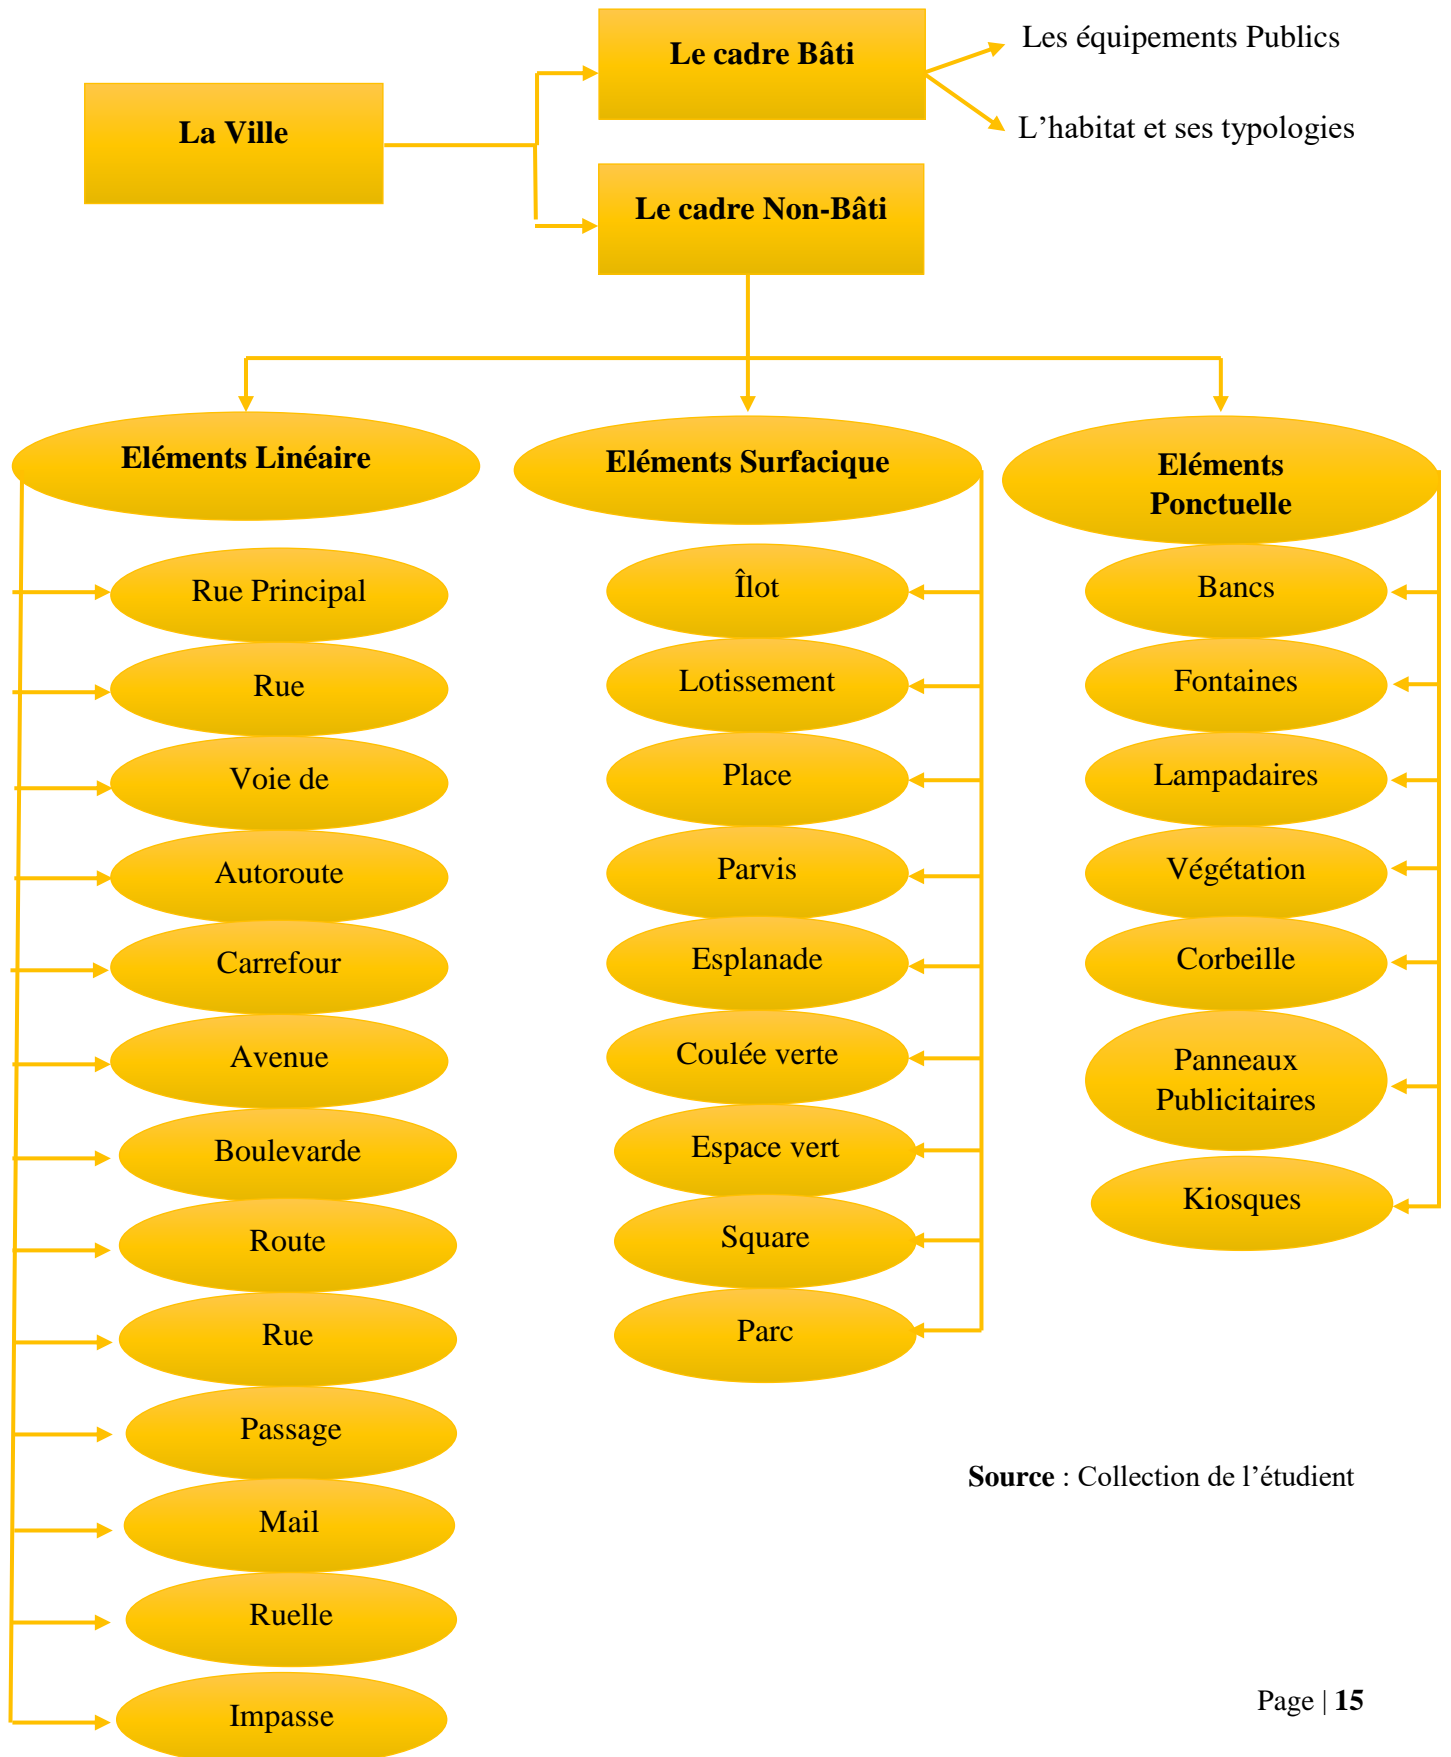 La Ville
Le cadre Bâti
Les équipements Publics
L’habitat et ses typologies
Le cadre Non-Bâti
Eléments Linéaire
Rue Principal
Rue
Voie de
Autoroute
Carrefour
Avenue
Boulevarde
Route
Rue
Passage
Mail
Ruelle
Impasse
Eléments Surfacique
Îlot
Lotissement
Place
Parvis
Esplanade
Coulée verte
Espace vert
Square
Parc
Eléments
Ponctuelle
Bancs
Fontaines
Lampadaires
Végétation
Corbeille
Panneaux
Publicitaires
Kiosques
Source : Collection de l’étudient
Page | 15